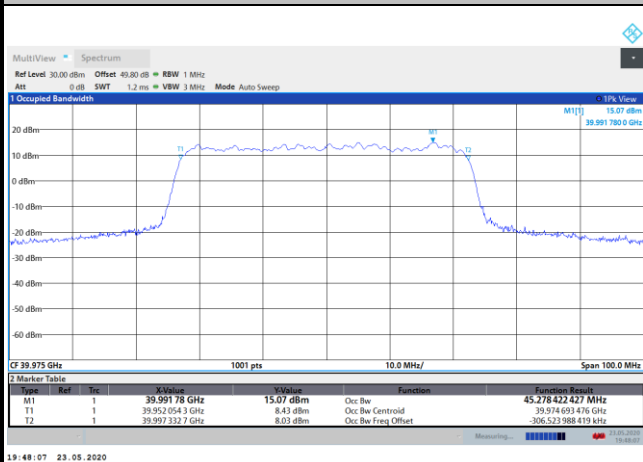 MultiView Spectrum
Ref Level 30.00 dBm Offset 49.80 dB RBW 1 MHz
Att 0 dB SWT 1.2 ms VBW 3 MHz Mode Auto Sweep
1 Occupied Bandwidth 1Pk View
M1[1] 15.07 dBm
39.991 780 0 GHz
20 dBm
M1
T1
T2
10 dBm
0 dBm
-10 dBm
-20 dBm
-30 dBm
-40 dBm
-50 dBm
-60 dBm
CF 39.975 GHz 1001 pts 10.0 MHz/ Span 100.0 MHz
2 Marker Table
Type Ref Trc X-Value Y-Value Function Function Result
M1 1 39.991 78 GHz 15.07 dBm Occ Bw 45.278 422 427 MHz
T1 1 39.952 054 3 GHz 8.43 dBm Occ Bw Centroid 39.974 693 476 GHz
T2 1 39.997 332 7 GHz 8.03 dBm Occ Bw Freq Offset -306.523 988 419 kHz
Measuring... 23.05.2020
19:48:07
19:48:07 23.05.2020